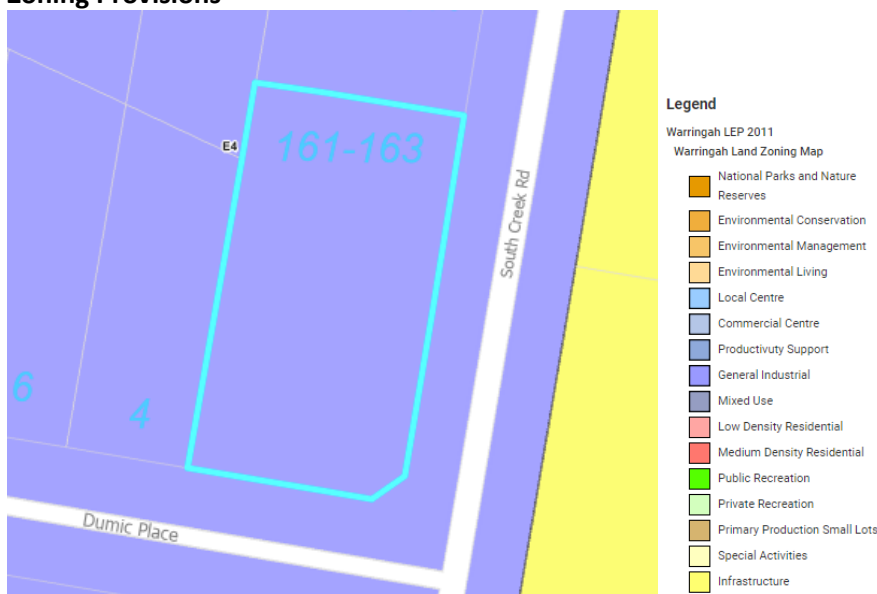 Zoning Provisions
161-163
E4
South Creek Rd
6
4
Dumic Place
Legend
Warringah LEP 2011
Warringah Land Zoning Map
National Parks and Nature
Reserves
Environmental Conservation
Environmental Management
Environmental Living
Local Centre
Commercial Centre
Productivuty Support
General Industrial
Mixed Use
Low Density Residential
Medium Density Residential
Public Recreation
Private Recreation
Primary Production Small Lots
Special Activities
Infrastructure